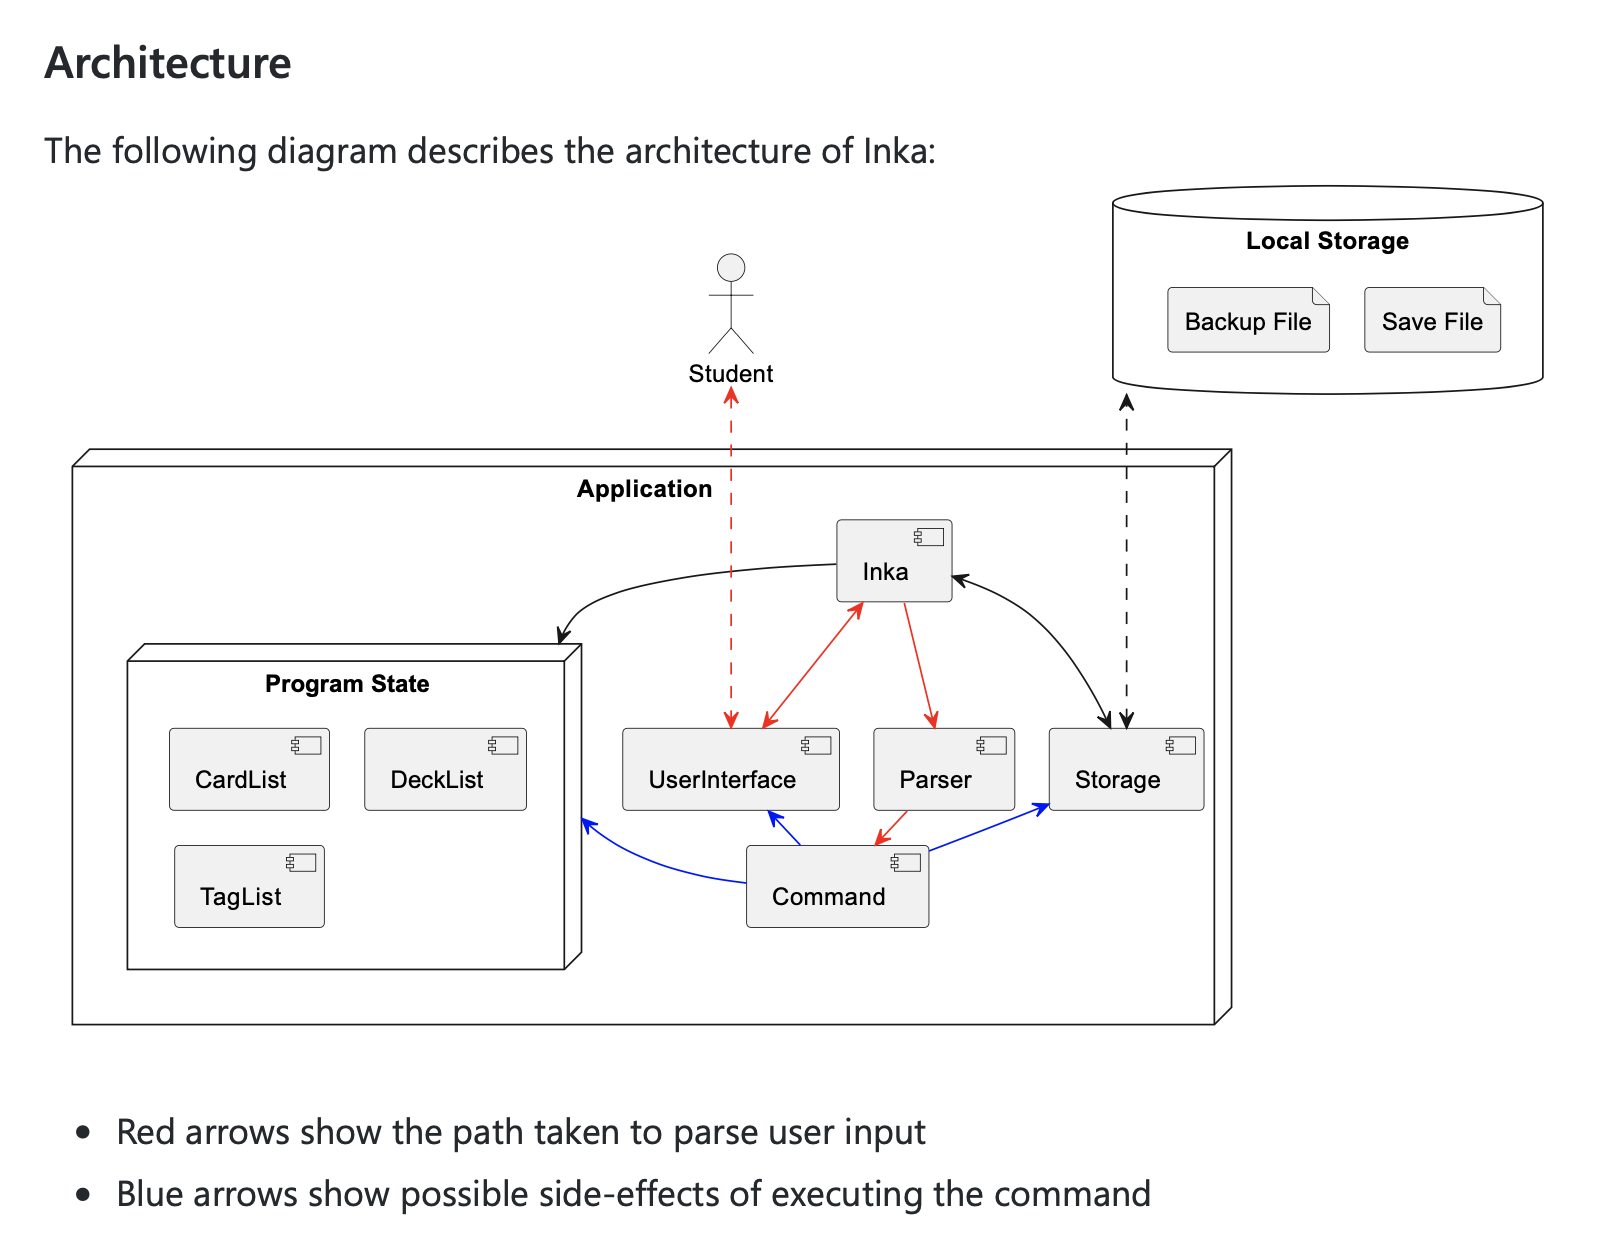 Architecture
The following diagram describes the architecture of Inka:
Local Storage
Backup File
Save File
Student
Application
Inka
Program State
CardList
DeckList
UserInterface
Parser
Storage
TagList
Command
Red arrows show the path taken to parse user input
Blue arrows show possible side-effects of executing the command